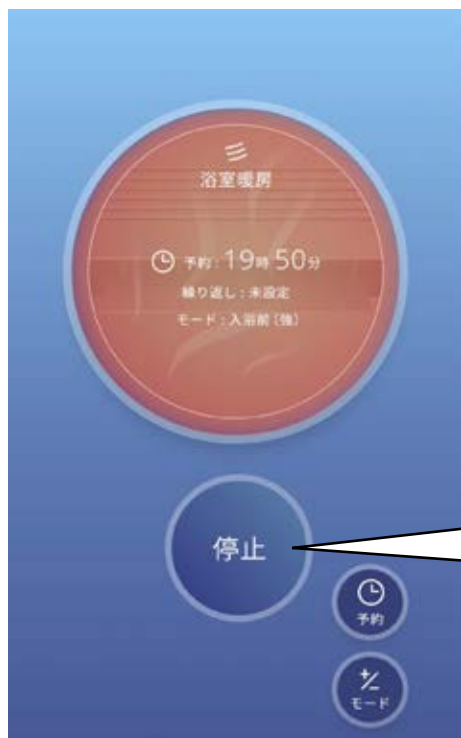 浴室暖房
予約:19時50分
繰り返し:未設定
モード:入浴前(強)
停止
予約
モード